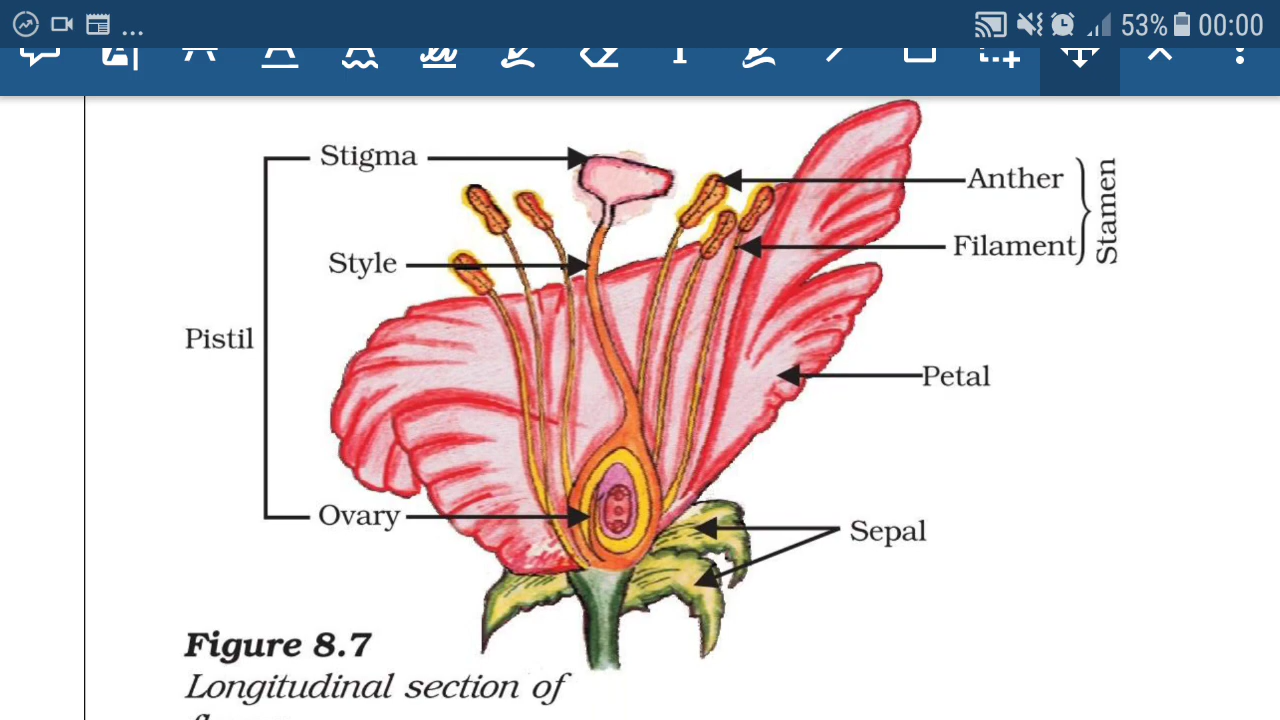 ... 53% 00:00
Stigma
Anther
Stamen
Filament
Style
Pistil
Petal
Ovary
Sepal
Figure 8.7
Longitudinal section of